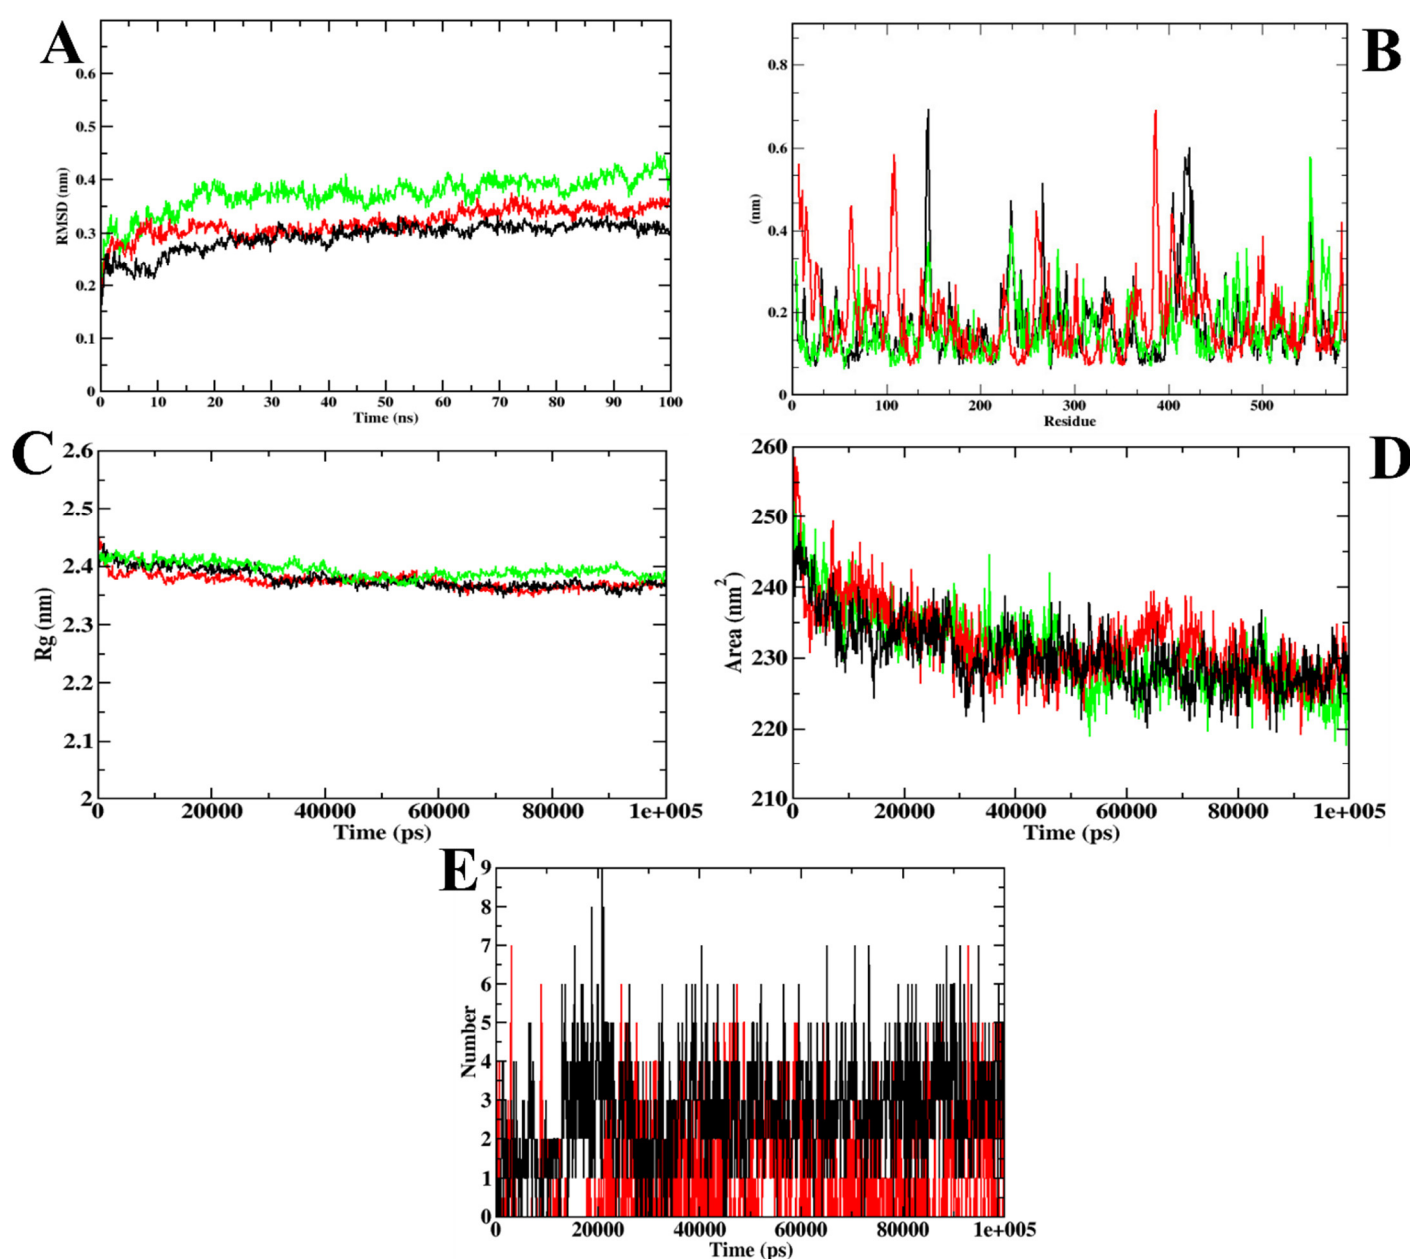 A
RMSD (nm)
0.6
0.5
0.4
0.3
0.2
0.1
0
0 10 20 30 40 50 60 70 80 90 100
Time (ns)
B
(nm)
0.8
0.6
0.4
0.2
0
0 100 200 300 400 500
Residue
C
Rg (nm)
2.6
2.5
2.4
2.3
2.2
2.1
2
0 20000 40000 60000 80000 1e+005
Time (ps)
D
Area (nm²)
260
250
240
230
220
210
0 20000 40000 60000 80000 1e+005
Time (ps)
E
Number
9
8
7
6
5
4
3
2
1
0
0 20000 40000 60000 80000 1e+005
Time (ps)